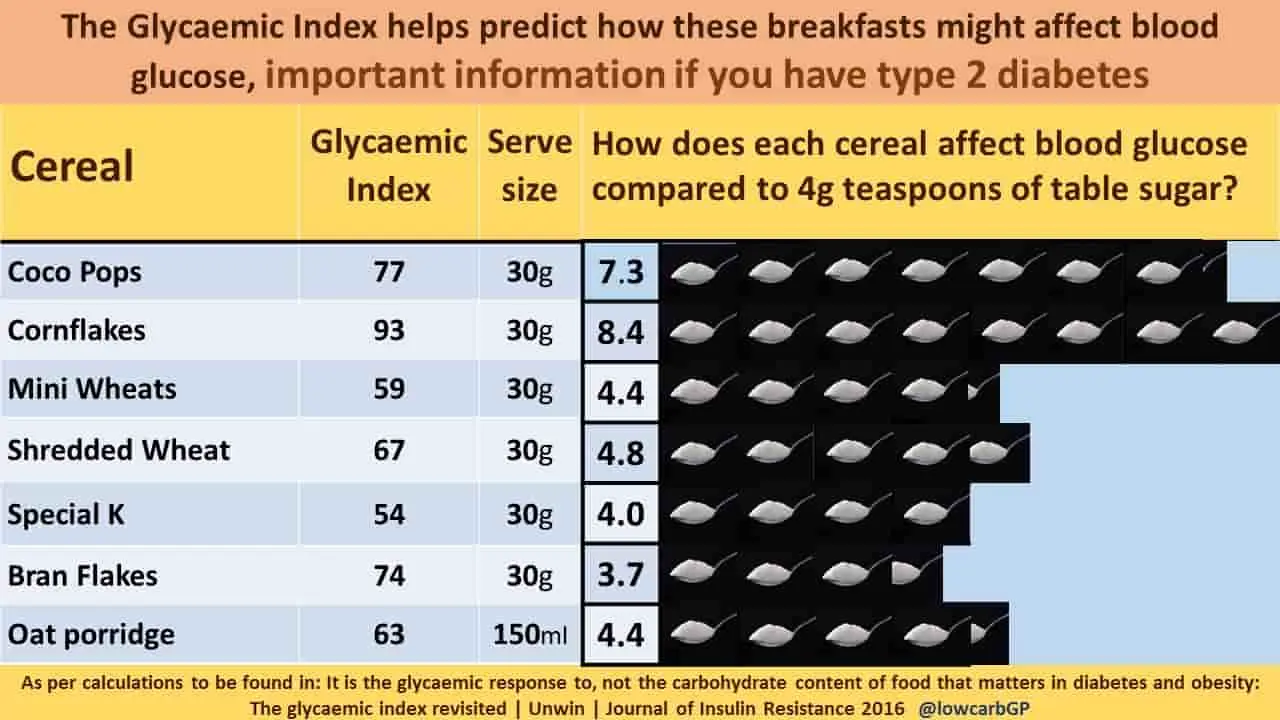 The Glycaemic Index helps predict how these breakfasts might affect blood
glucose, important information if you have type 2 diabetes
Cereal Glycaemic Index Serve size How does each cereal affect blood glucose compared to 4g teaspoons of table sugar?
Coco Pops 77 30g 7.3
Cornflakes 93 30g 8.4
Mini Wheats 59 30g 4.4
Shredded Wheat 67 30g 4.8
Special K 54 30g 4.0
Bran Flakes 74 30g 3.7
Oat porridge 63 150ml 4.4
As per calculations to be found in: It is the glycaemic response to, not the carbohydrate content of food that matters in diabetes and obesity:
The glycaemic index revisited | Unwin | Journal of Insulin Resistance 2016 @lowcarbGP